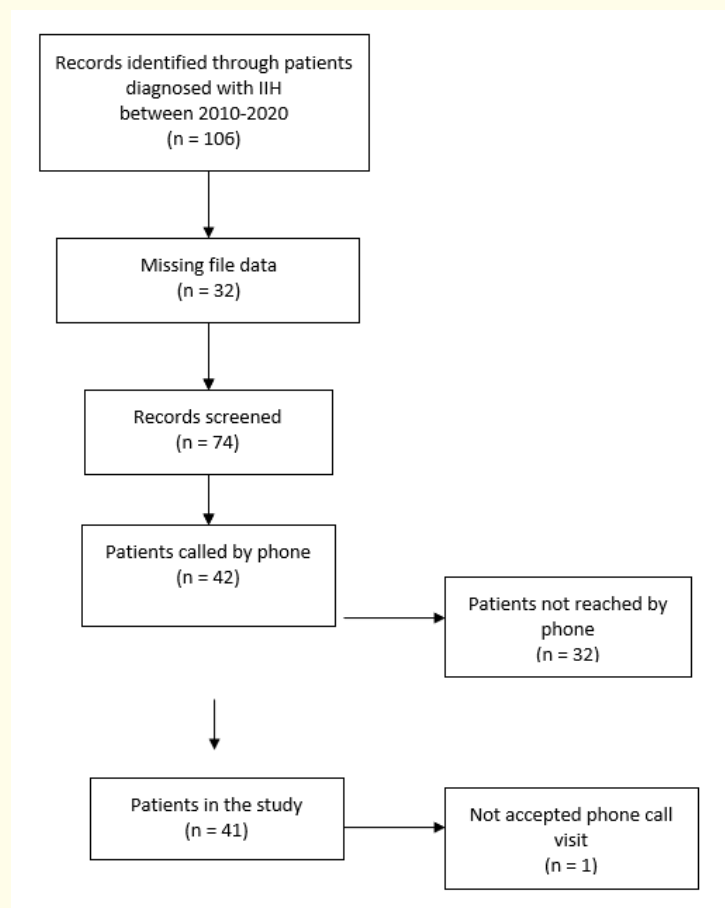 Records identified through patients
diagnosed with IIH
between 2010-2020
(n = 106)
Missing file data
(n = 32)
Records screened
(n = 74)
Patients called by phone
(n = 42)
Patients not reached by
phone
(n = 32)
Patients in the study
(n = 41)
Not accepted phone call
visit
(n = 1)